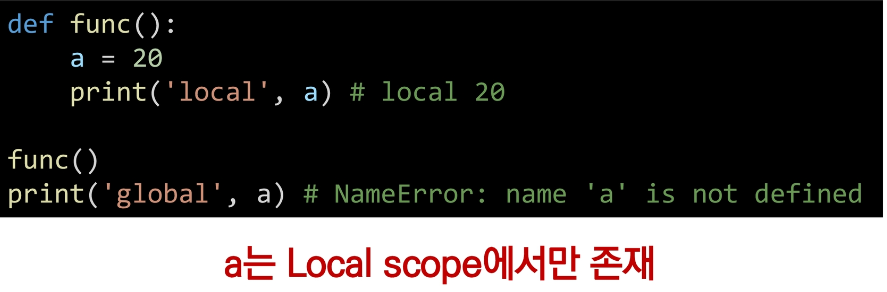 def func():
    a = 20
    print('local', a) # local 20
func()
print('global', a) # NameError: name 'a' is not defined
a는 Local scope에서만 존재